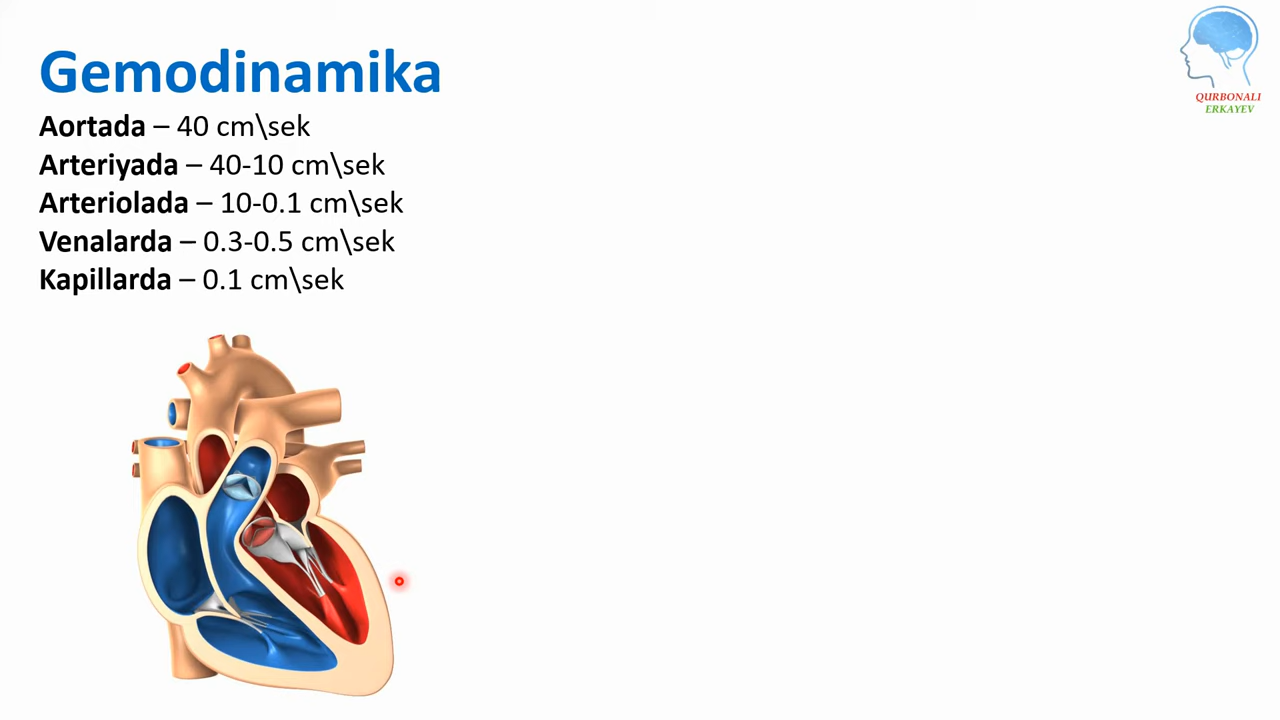 Gemodinamika
Aortada – 40 cm\sek
Arteriyada – 40-10 cm\sek
Arteriolada – 10-0.1 cm\sek
Venalarda – 0.3-0.5 cm\sek
Kapillarda – 0.1 cm\sek
QURBONALI
ERKAYEV